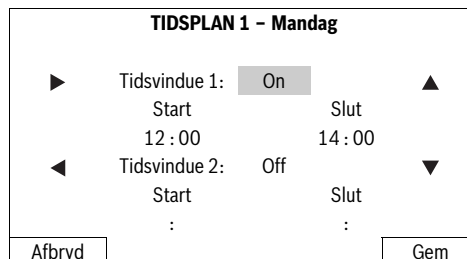 TIDSPLAN 1 – Mandag
▶ Tidsvindue 1: On ▲
Start Slut
12:00 14:00
◀ Tidsvindue 2: Off ▼
Start Slut
: :
Afbryd Gem